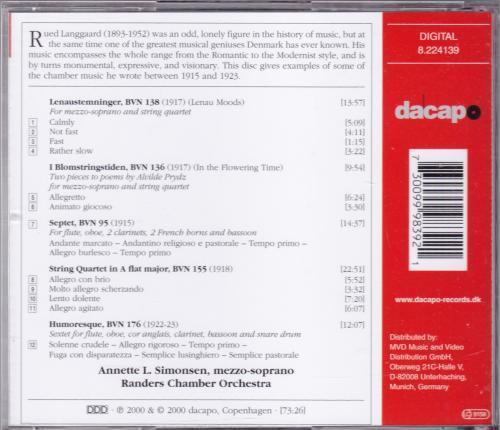 Rued Langgaard (1893-1952) was an odd, lonely figure in the history of music, but at
the same time one of the greatest musical geniuses Denmark has ever known. His
music encompasses the whole range from the Romantic to the Modernist style, and is
by turns monumental, expressive, and visionary. This disc gives examples of some of
the chamber music he wrote between 1915 and 1923.
Lenaustemninger, BVN 138 (1917) (Lenau Moods) [13:57]
For mezzo-soprano and string quartet
1 Calmly [5:09]
2 Not fast [4:11]
3 Fast [1:15]
4 Rather slow [3:22]
I Blomstringstiden, BVN 136 (1917) (In the Flowering Time) [9:54]
Two pieces to poems by Alvilde Prydz
for mezzo-soprano and string quartet
5 Allegretto [6:24]
6 Animato giocoso [3:30]
7 Septet, BVN 95 (1915) [14:37]
For flute, oboe, 2 clarinets, 2 French horns and bassoon
Andante marcato – Andantino religioso e pastorale – Tempo primo –
Allegro burlesco – Tempo primo
String Quartet in A flat major, BVN 155 (1918) [22:51]
8 Allegro con brio [5:52]
9 Molto allegro scherzando [3:32]
10 Lento dolente [7:20]
11 Allegro agitato [6:07]
Humoresque, BVN 176 (1922-23) [12:07]
Sextet for flute, oboe, cor anglais, clarinet, bassoon and snare drum
12 Solenne crudele – Allegro rigoroso – Tempo primo –
Fuga con disparatezza – Semplice lusinghiero – Semplice pastorale
Annette L. Simonsen, mezzo-soprano
Randers Chamber Orchestra
DDD · ℗ 2000 & © 2000 dacapo, Copenhagen · [73:26]
DIGITAL
8.224139
dacapo
7 30099 98392 1
www.dacapo-records.dk
Distributed by:
MVD Music and Video
Distribution GmbH,
Oberweg 21C-Halle V,
D-82008 Unterhaching,
Munich, Germany
LC 9158